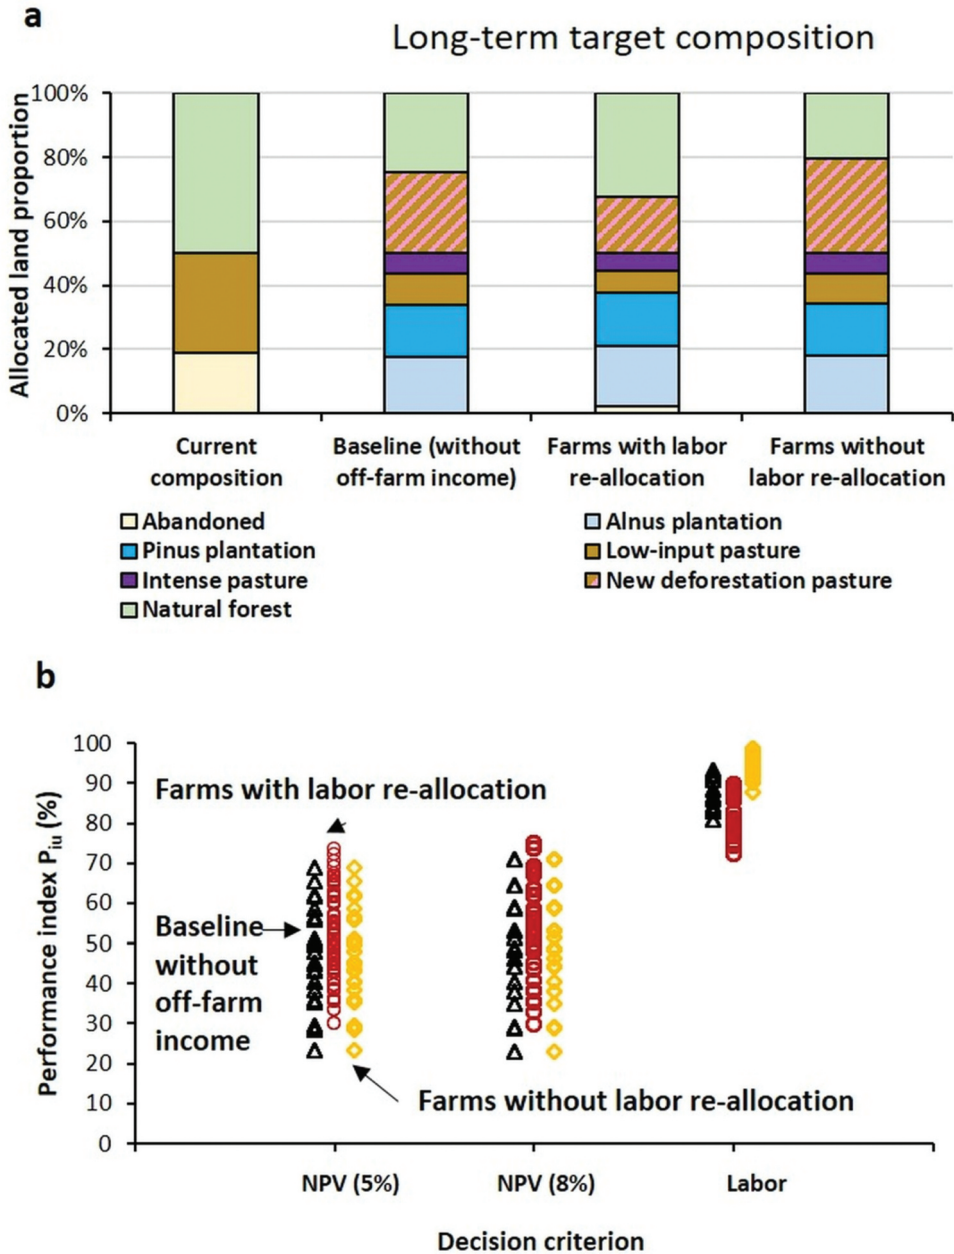 a
Long-term target composition
Allocated land proportion
100%
80%
60%
40%
20%
0%
Current
composition
Baseline (without
off-farm income)
Farms with labor
re-allocation
Farms without
labor re-allocation
Abandoned
Alnus plantation
Pinus plantation
Low-input pasture
Intense pasture
New deforestation pasture
Natural forest
b
Performance index Piu (%)
100
90
80
70
60
50
40
30
20
10
0
Farms with labor re-allocation
Baseline
without
off-farm
income
Farms without labor re-allocation
NPV (5%)
NPV (8%)
Labor
Decision criterion